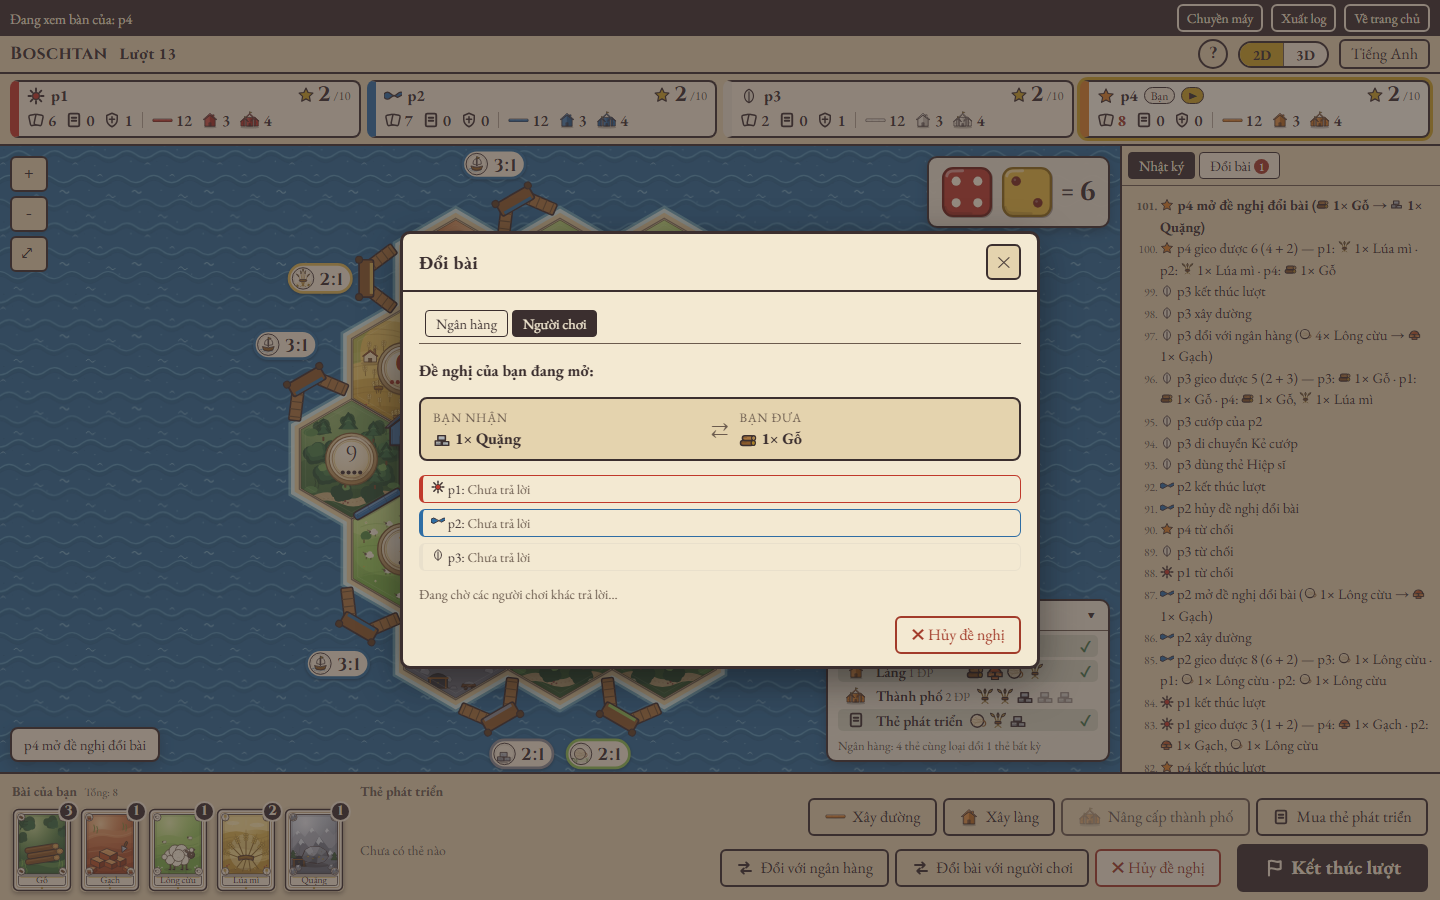 Đang xem bàn của: p4
Chuyền máy
Xuất log
Về trang chủ
BOSCHTAN Lượt 13
?
2D
3D
Tiếng Anh
p1 2/10
6 0 1 12 3 4
p2 2/10
7 0 0 12 3 4
p3 2/10
2 0 1 12 3 4
p4 Bạn 2/10
8 0 0 12 3 4
+
-
3:1
2:1
3:1
9
3:1
2:1
2:1
= 6
Nhật ký
Đổi bài 1
101. p4 mở đề nghị đổi bài ( 1× Gỗ → 1×
Quặng)
100. p4 gieo được 6 (4 + 2) — p1: 1× Lúa mì ·
p2: 1× Lúa mì · p4: 1× Gỗ
99. p3 kết thúc lượt
98. p3 xây đường
97. p3 đổi với ngân hàng ( 4× Lông cừu →
1× Gạch)
96. p3 gieo được 5 (2 + 3) — p3: 1× Gỗ · p1:
1× Gỗ · p4: 1× Gỗ, 1× Lúa mì
95. p3 cướp của p2
94. p3 di chuyển Kẻ cướp
93. p3 dùng thẻ Hiệp sĩ
92. p2 kết thúc lượt
91. p2 hủy đề nghị đổi bài
90. p4 từ chối
89. p3 từ chối
88. p1 từ chối
87. p2 mở đề nghị đổi bài ( 1× Lông cừu →
1× Gạch)
86. p2 xây đường
85. p2 gieo được 8 (6 + 2) — p3: 1× Lông cừu ·
p1: 1× Lông cừu · p2: 1× Lông cừu
84. p1 kết thúc lượt
83. p1 gieo được 3 (1 + 2) — p4: 1× Gạch · p2:
1× Gạch, 1× Lông cừu
82. p4 kết thúc lượt
Đổi bài
Ngân hàng
Người chơi
Đề nghị của bạn đang mở:
BẠN NHẬN
1× Quặng
BẠN ĐƯA
1× Gỗ
p1: Chưa trả lời
p2: Chưa trả lời
p3: Chưa trả lời
Đang chờ các người chơi khác trả lời...
Hủy đề nghị
Làng 1 ĐP
Thành phố 2 ĐP
Thẻ phát triển
Ngân hàng: 4 thẻ cùng loại đổi 1 thẻ bất kỳ
p4 mở đề nghị đổi bài
Bài của bạn Tổng: 8
3 1 1 2 1
Gỗ Gạch Lông cừu Lúa mì Quặng
Thẻ phát triển
Chưa có thẻ nào
Xây đường
Xây làng
Nâng cấp thành phố
Mua thẻ phát triển
Đổi với ngân hàng
Đổi bài với người chơi
Hủy đề nghị
Kết thúc lượt